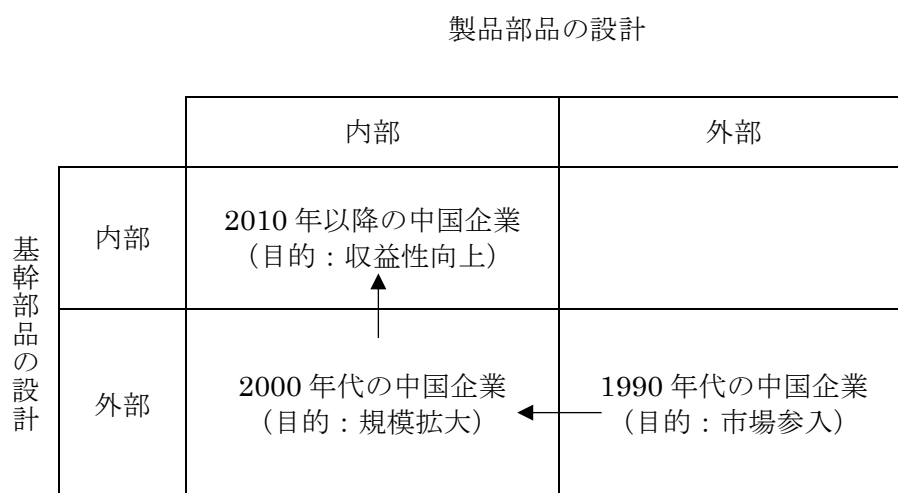 製品部品の設計
内部
外部
基幹部品の設計
内部
2010 年以降の中国企業
（目的：収益性向上）
外部
2000 年代の中国企業
（目的：規模拡大）
1990 年代の中国企業
（目的：市場参入）